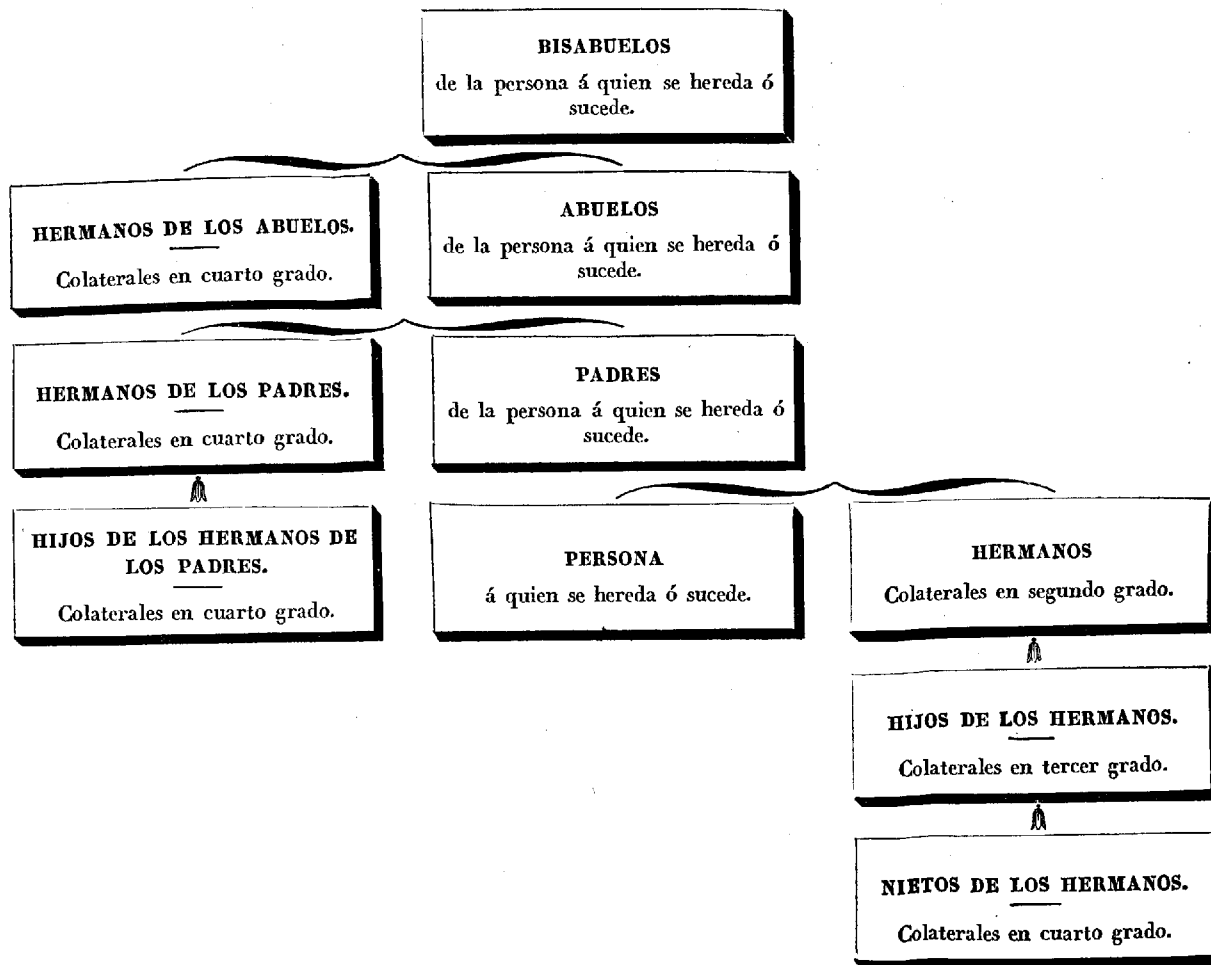 BISABUELOS
de la persona á quien se hereda ó
sucede.
HERMANOS DE LOS ABUELOS.
Colaterales en cuarto grado.
ABUELOS
de la persona á quien se hereda ó
sucede.
HERMANOS DE LOS PADRES.
Colaterales en cuarto grado.
PADRES
de la persona á quien se hereda ó
sucede.
HIJOS DE LOS HERMANOS DE
LOS PADRES.
Colaterales en cuarto grado.
PERSONA
á quien se hereda ó sucede.
HERMANOS
Colaterales en segundo grado.
HIJOS DE LOS HERMANOS.
Colaterales en tercer grado.
NIETOS DE LOS HERMANOS.
Colaterales en cuarto grado.